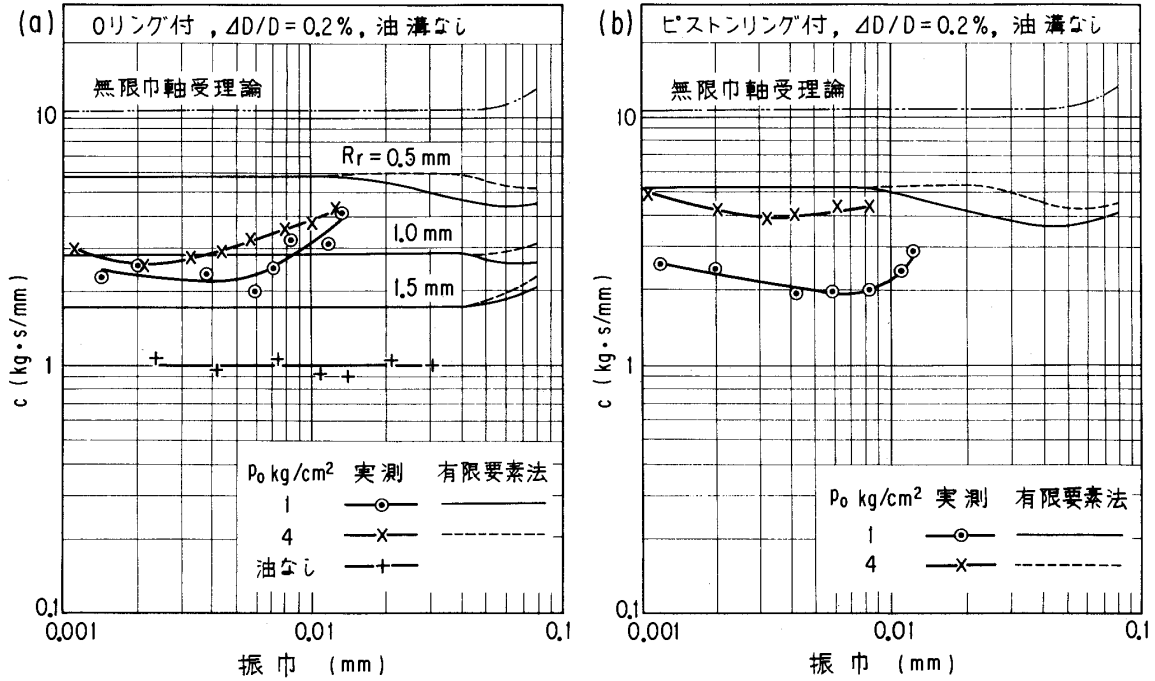 (a) Oリング付, ΔD/D=0.2%, 油溝なし
無限巾軸受理論
10
Rr=0.5 mm
1.0 mm
1.5 mm
1
c (kg・s/mm)
p₀ kg/cm² 実測 有限要素法
1
4
油なし
0.1
0.001 0.01 0.1
振巾 (mm)
(b) ピストンリング付, ΔD/D=0.2%, 油溝なし
無限巾軸受理論
10
1
c (kg・s/mm)
p₀ kg/cm² 実測 有限要素法
1
4
0.1
0.001 0.01 0.1
振巾 (mm)